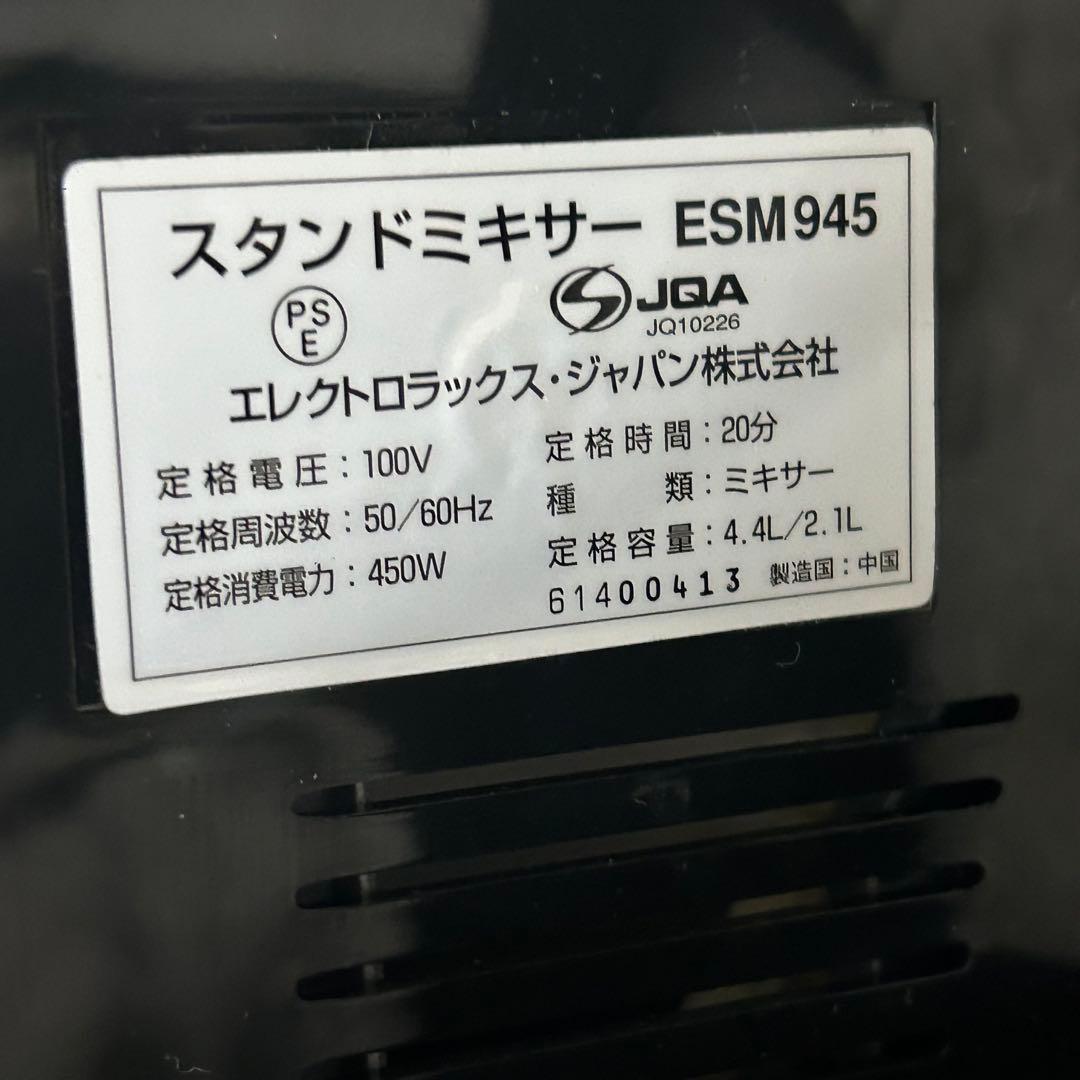 スタンドミキサー ESM945
PSE
JQA
JQ10226
エレクトロラックス・ジャパン株式会社
定格電圧：100V
定格周波数：50/60Hz
定格消費電力：450W
定格時間：20分
種類：ミキサー
定格容量：4.4L/2.1L
61400413 製造国：中国